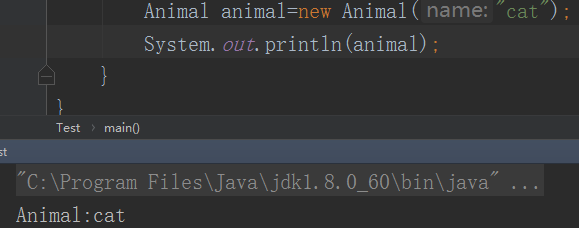 Animal animal=new Animal( name: "cat");
System.out.println(animal);
}
}
Test › main()
st
"C:\Program Files\Java\jdk1.8.0_60\bin\java" ...
Animal:cat